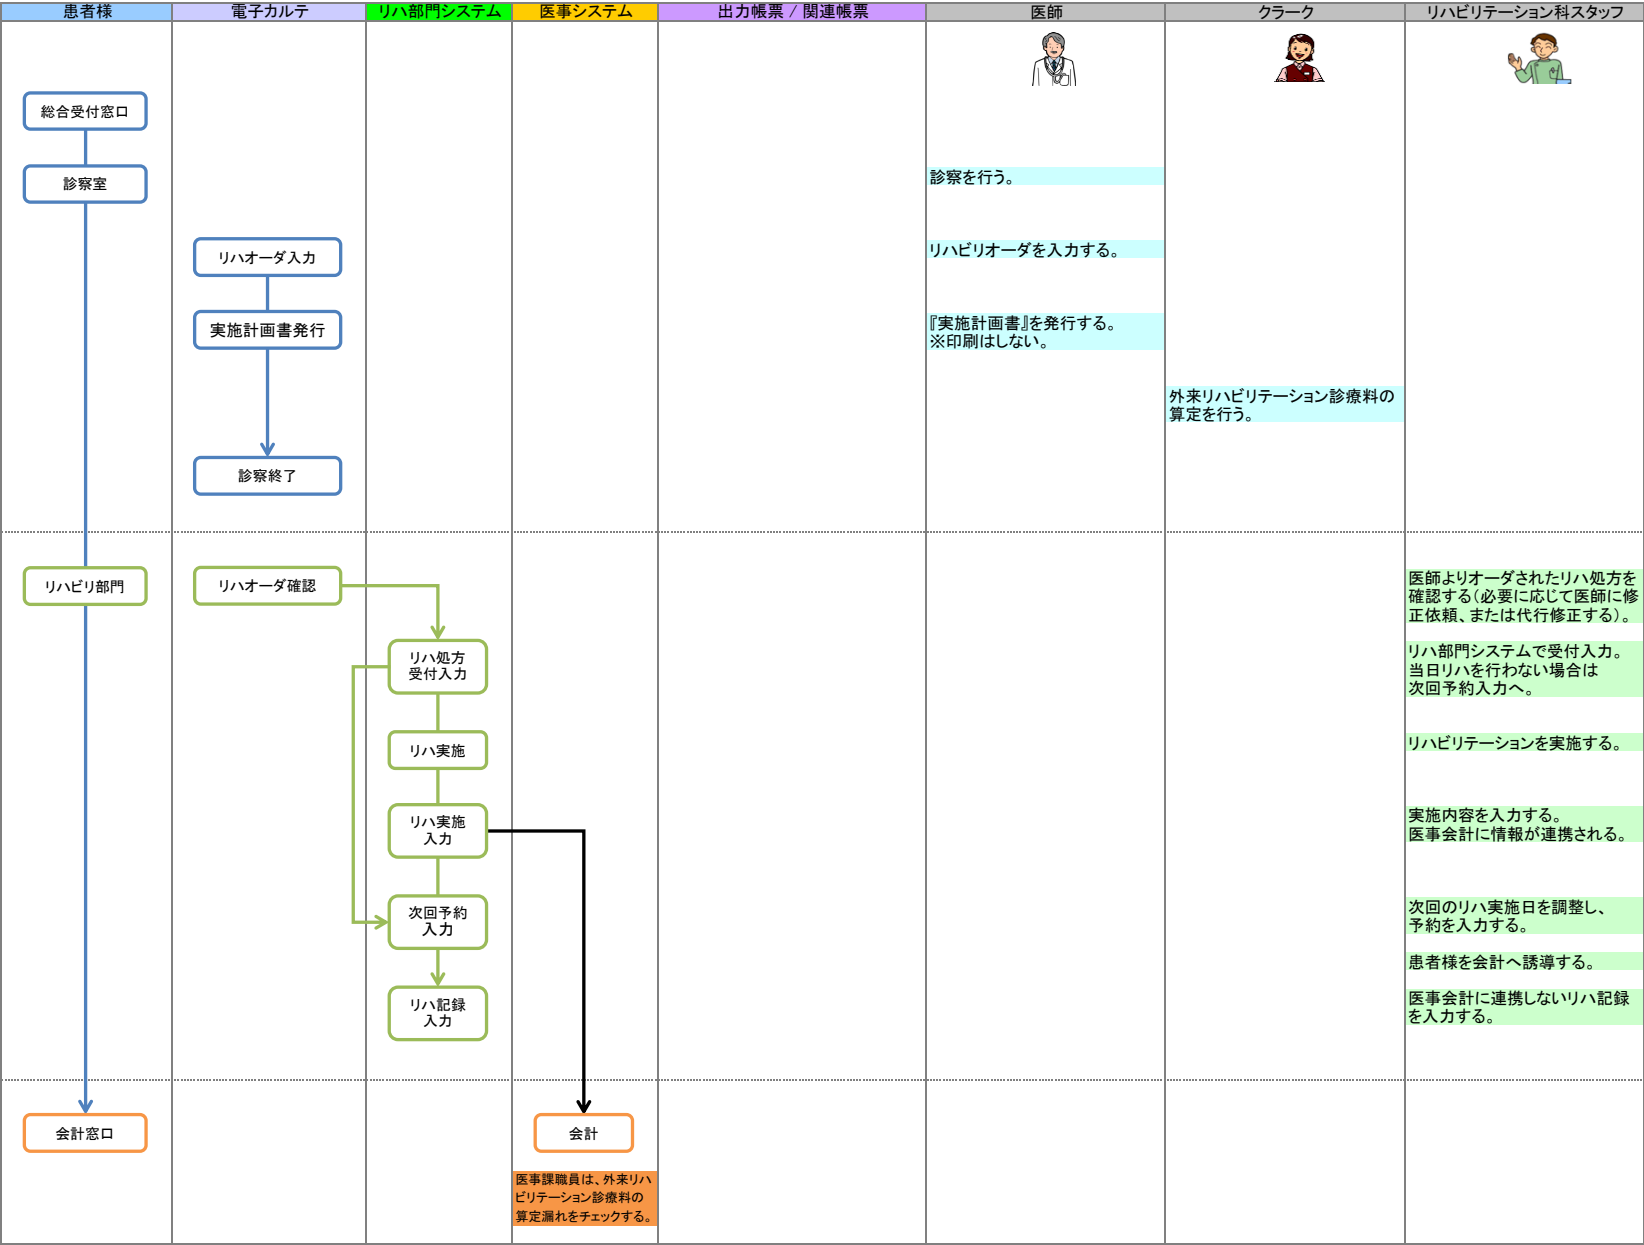 患者様
電子カルテ
リハ部門システム
医事システム
出力帳票 / 関連帳票
医師
クラーク
リハビリテーション科スタッフ
総合受付窓口
診察室
診察を行う。
リハオーダ入力
リハビリオーダを入力する。
実施計画書発行
『実施計画書』を発行する。
※印刷はしない。
外来リハビリテーション診療料の
算定を行う。
診察終了
リハビリ部門
リハオーダ確認
医師よりオーダされたリハ処方を
確認する（必要に応じて医師に修
正依頼、または代行修正する）。
リハ処方
受付入力
リハ部門システムで受付入力。
当日リハを行わない場合は
次回予約入力へ。
リハ実施
リハビリテーションを実施する。
リハ実施
入力
実施内容を入力する。
医事会計に情報が連携される。
次回予約
入力
次回のリハ実施日を調整し、
予約を入力する。
患者様を会計へ誘導する。
リハ記録
入力
医事会計に連携しないリハ記録
を入力する。
会計窓口
会計
医事課職員は、外来リハ
ビリテーション診療料の
算定漏れをチェックする。